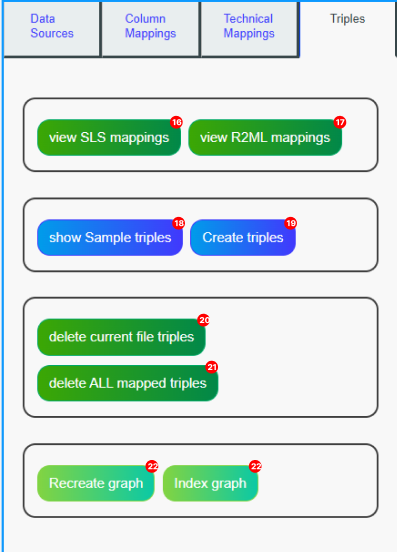 Data Sources
Column Mappings
Technical Mappings
Triples
16
view SLS mappings
17
view R2ML mappings
18
show Sample triples
19
Create triples
20
delete current file triples
21
delete ALL mapped triples
22
Recreate graph
22
Index graph